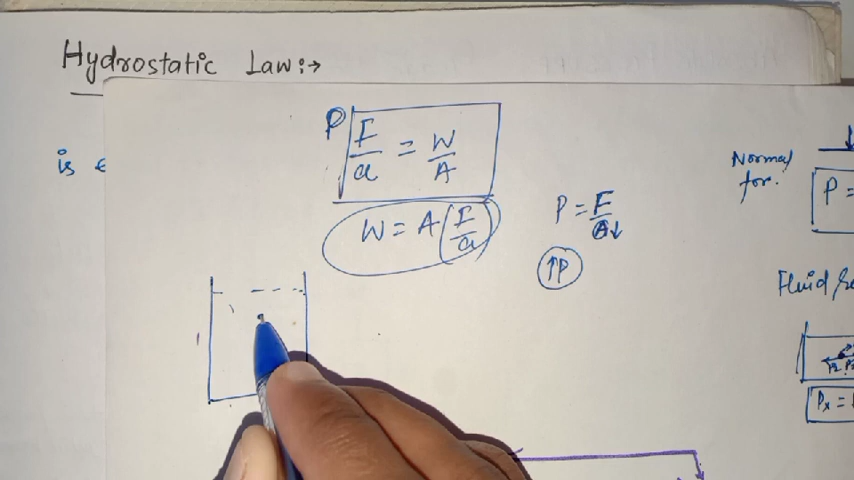 Hydrostatic Law:→
P F/a = W/A
is
W = A(F/a)
P = F/A↓
↑P
Normal
for.
P =
Fluid
Px =